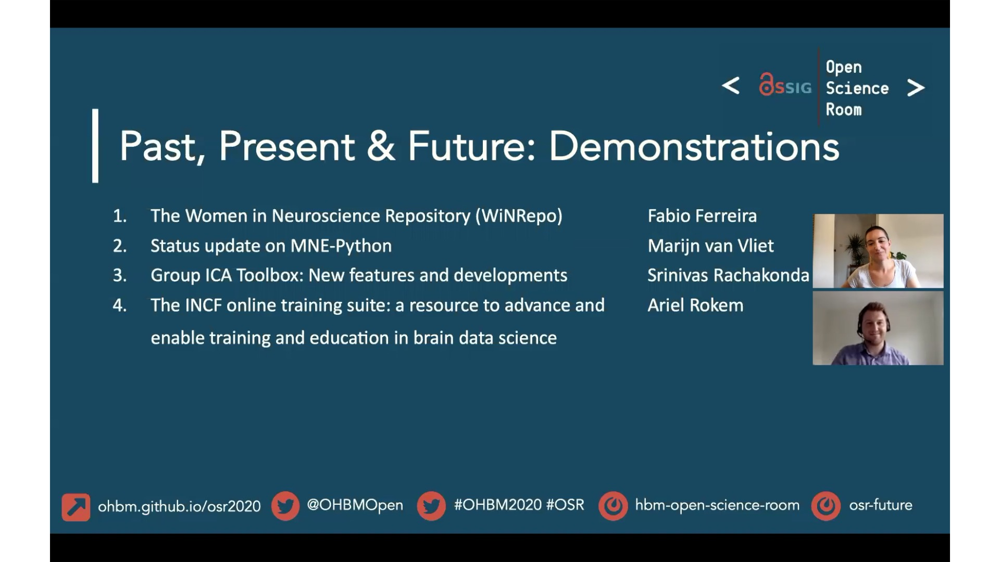 < OSSIG Open Science Room >
Past, Present & Future: Demonstrations
1. The Women in Neuroscience Repository (WiNRepo) Fabio Ferreira
2. Status update on MNE-Python Marijn van Vliet
3. Group ICA Toolbox: New features and developments Srinivas Rachakonda
4. The INCF online training suite: a resource to advance and Ariel Rokem
enable training and education in brain data science
ohbm.github.io/osr2020 @OHBMOpen #OHBM2020 #OSR hbm-open-science-room osr-future